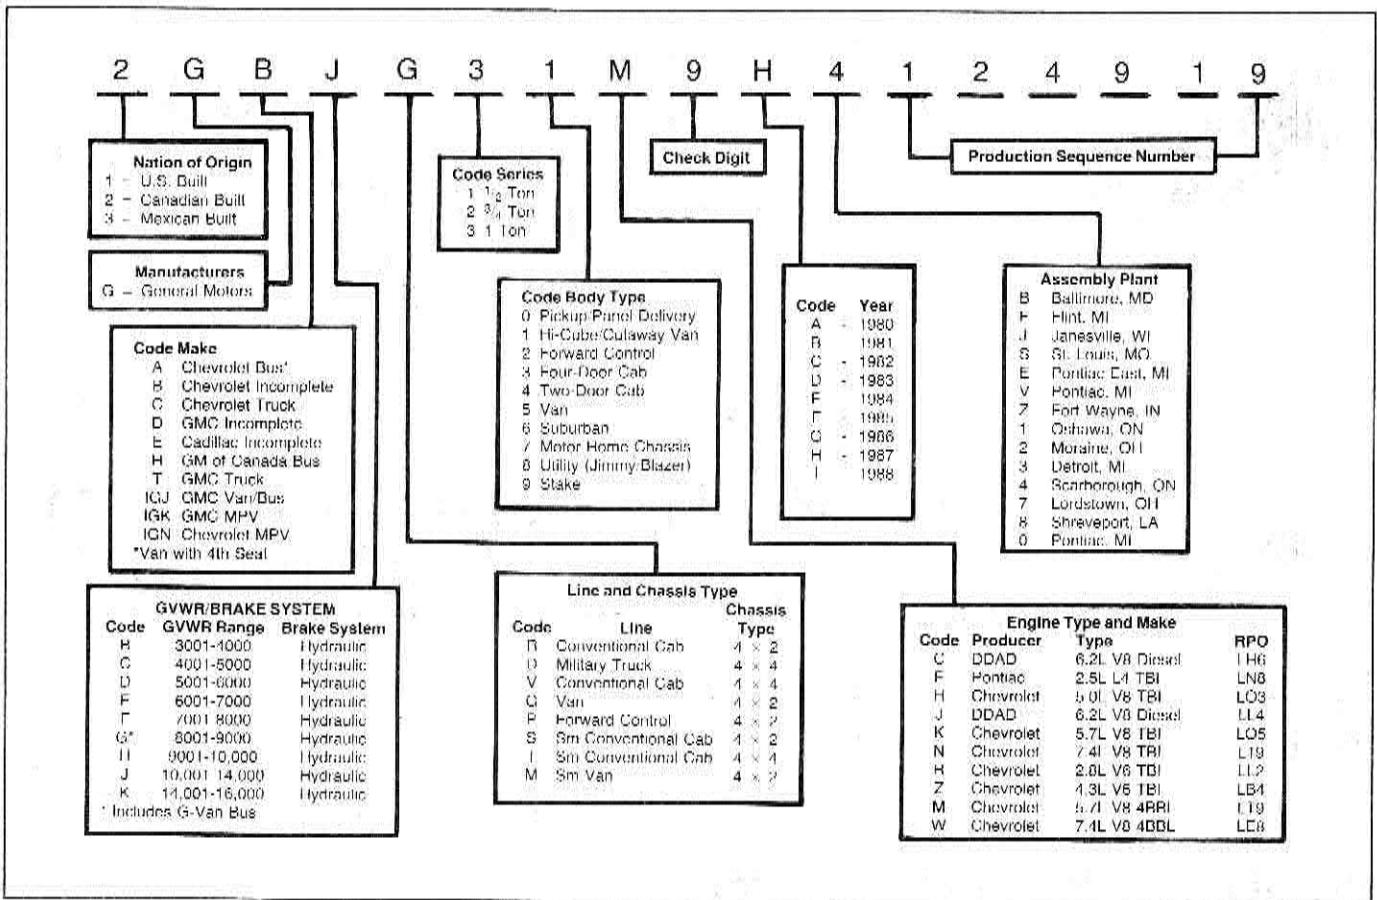 2 G B J G 3 1 M 9 H 4 1 2 4 9 1 9
Nation of Origin
1 - U.S. Built
2 - Canadian Built
3 - Mexican Built
Manufacturers
G - General Motors
Code Make
A Chevrolet Bus*
B Chevrolet Incomplete
C Chevrolet Truck
D GMC Incomplete
E Cadillac Incomplete
H GM of Canada Bus
T GMC Truck
IGJ GMC Van/Bus
IGK GMC MPV
IGN Chevrolet MPV
*Van with 4th Seat
GVWR/BRAKE SYSTEM
Code GVWR Range Brake System
B 3001-4000 Hydraulic
C 4001-5000 Hydraulic
D 5001-6000 Hydraulic
6001-7000 Hydraulic
7001-8000 Hydraulic
G* 8001-9000 Hydraulic
H 9001-10,000 Hydraulic
J 10,001-14,000 Hydraulic
K 14,001-16,000 Hydraulic
* Includes G-Van Bus
Code Series
1 1/2 Ton
2 3/4 Ton
3 1 Ton
Code Body Type
0 Pickup/Panel Delivery
1 Hi-Cube/Cutaway Van
2 Forward Control
3 Four-Door Cab
4 Two-Door Cab
5 Van
6 Suburban
7 Motor Home Chassis
8 Utility (Jimmy/Blazer)
9 Stake
Line and Chassis Type
Chassis
Code Line Type
R Conventional Cab 4 × 2
D Military Truck 4 × 4
V Conventional Cab 4 × 4
G Van 4 × 2
P Forward Control 4 × 2
S Sm Conventional Cab 4 × 2
Sm Conventional Cab 4 × 4
M Sm Van 4 × 2
Check Digit
Code Year
A - 1980
B 1981
C - 1982
D - 1983
1984
1985
G - 1986
H - 1987
1988
Production Sequence Number
Assembly Plant
B Baltimore, MD
F Flint, MI
J Janesville, WI
S St. Louis, MO
E Pontiac East, MI
V Pontiac, MI
Z Fort Wayne, IN
1 Oshawa, ON
2 Moraine, OH
3 Detroit, MI
4 Scarborough, ON
7 Lordstown, OH
8 Shreveport, LA
0 Pontiac, MI
Engine Type and Make
Code Producer Type RPO
C DDAD 6.2L V8 Diesel LH6
Pontiac 2.5L L4 TBI LN8
H Chevrolet 5.0L V8 TBI LO3
J DDAD 6.2L V8 Diesel LL4
K Chevrolet 5.7L V8 TBI LO5
N Chevrolet 7.4L V8 TBI L19
R Chevrolet 2.8L V6 TBI LL2
Z Chevrolet 4.3L V6 TBI LB4
M Chevrolet 5.7L V8 4BBL LT9
W Chevrolet 7.4L V8 4BBL LE8